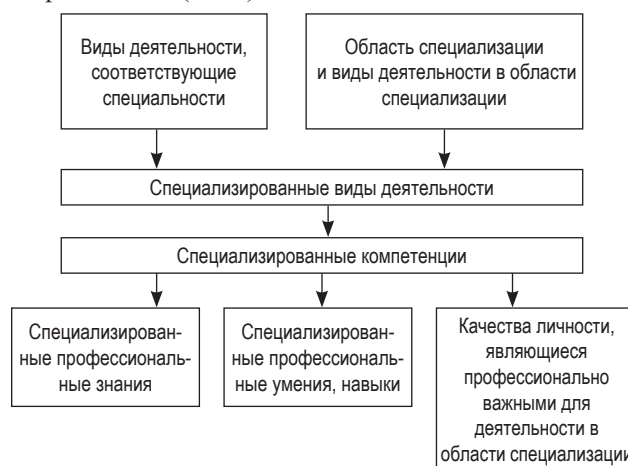 Виды деятельности,
соответствующие
специальности
Область специализации
и виды деятельности в области
специализации
Специализированные виды деятельности
Специализированные компетенции
Специализирован-
ные профессиональ-
ные знания
Специализирован-
ные профессиональ-
ные умения, навыки
Качества личности,
являющиеся
профессионально
важными для
деятельности в
области специализации